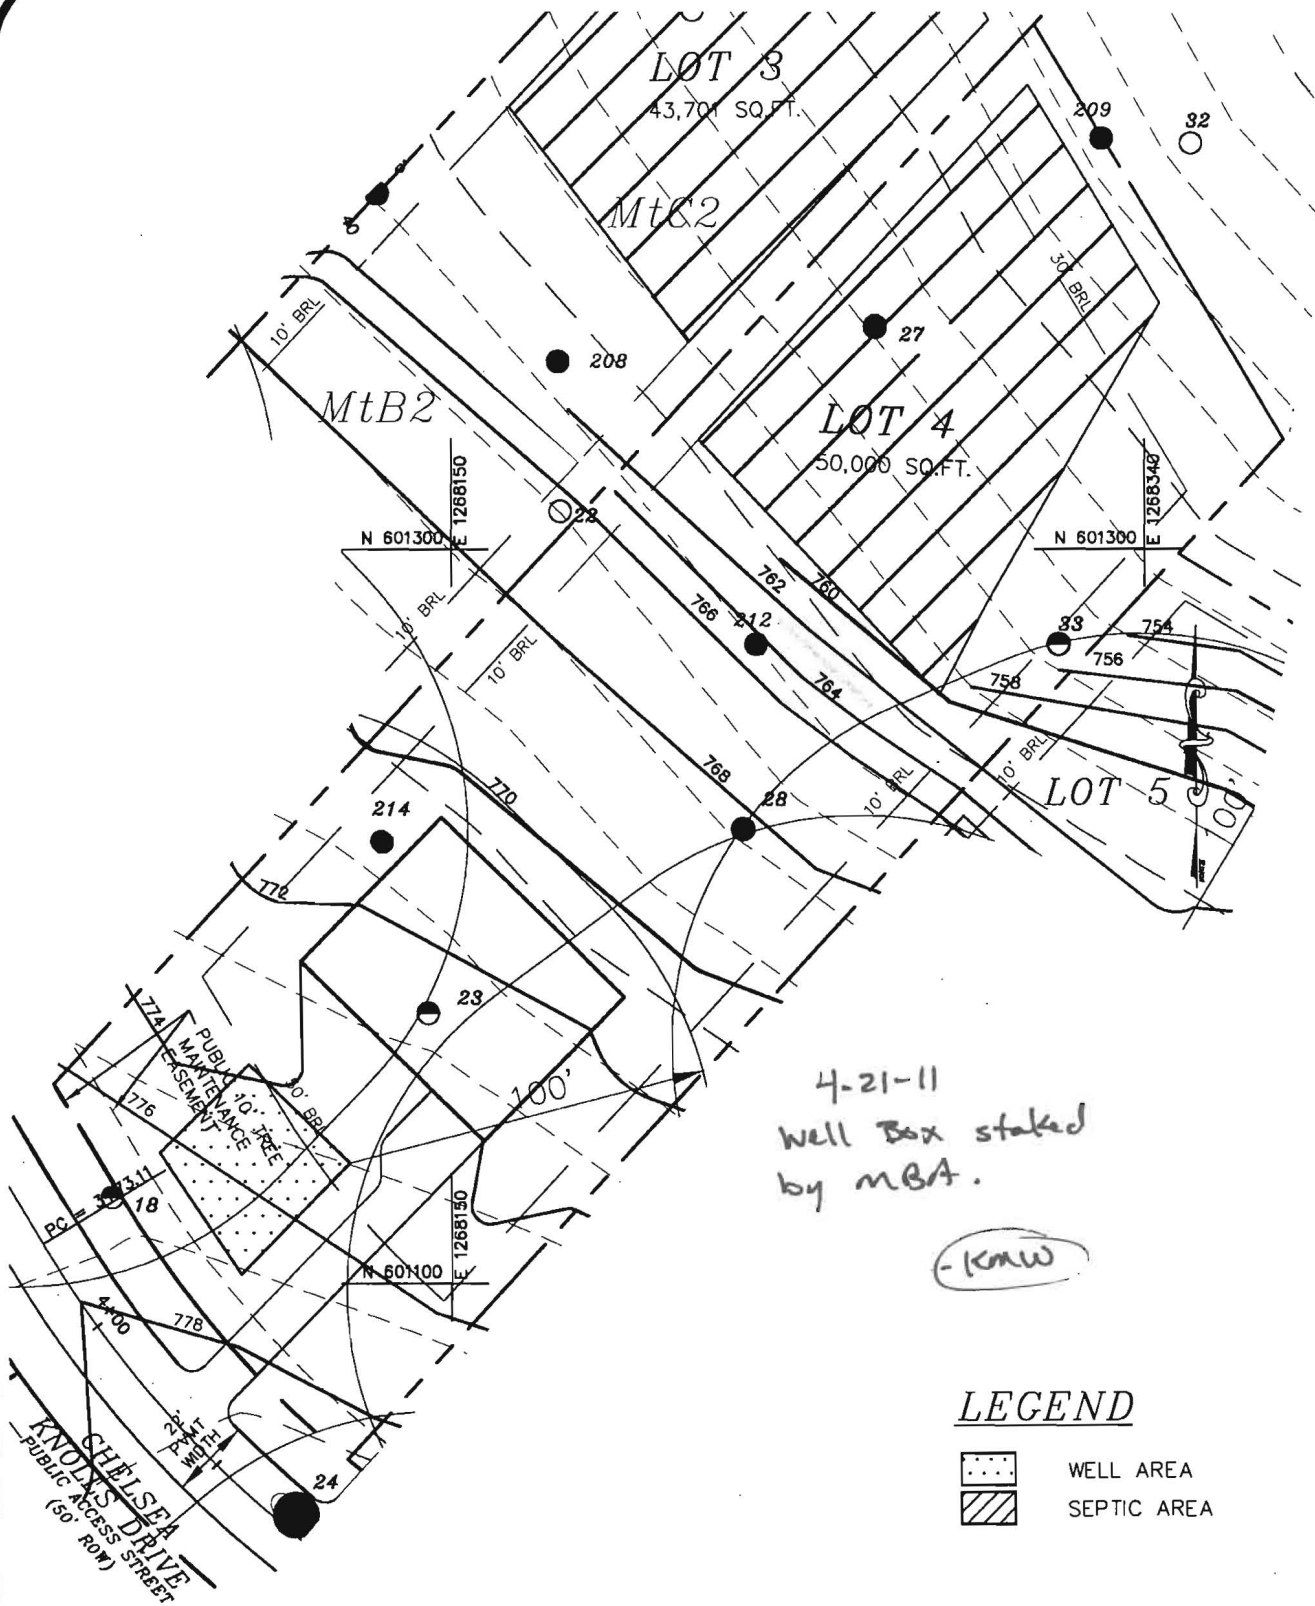 LOT 3
43,701 SQ.FT.
209
32
MtC2
30' BRL
10' BRL
27
208
MtB2
LOT 4
50,000 SQ.FT.
E 1268150
E 1268340
22
N 601300
N 601300
762
760
10' BRL
766
212
33
754
10' BRL
756
764
758
768
10' BRL
10' BRL
LOT 5
28
770
214
100'
772
23
774
PUBLIC 10' TREE
MAINTENANCE
EASEMENT
100'
776
4-21-11
Well Box staked
by MBA.
18
E 1268150
-KMW
N 601100
4+00
778
22'
PVMT
WIDTH
LEGEND
WELL AREA
SEPTIC AREA
24
CHELSEA
KNOLLS DRIVE
PUBLIC ACCESS STREET
(50' ROW)